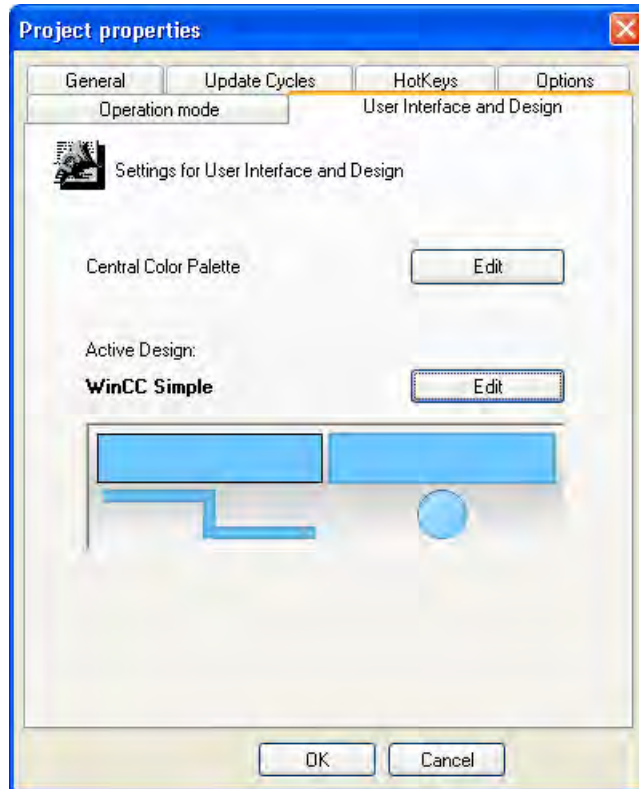 Project properties
General Update Cycles HotKeys Options
Operation mode User Interface and Design
Settings for User Interface and Design
Central Color Palette Edit
Active Design:
WinCC Simple Edit
OK Cancel